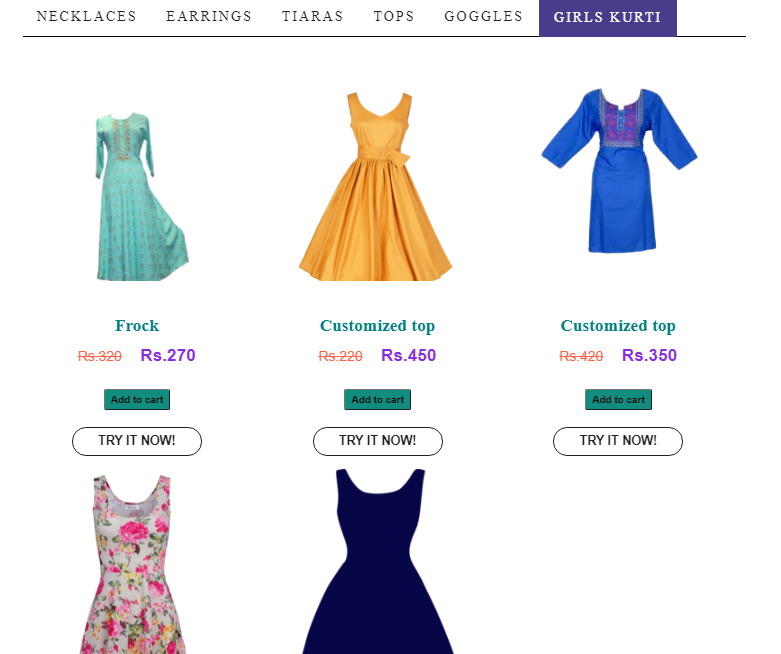 NECKLACES EARRINGS TIARAS TOPS GOGGLES GIRLS KURTI
Frock Customized top Customized top
Rs.320 Rs.270 Rs.220 Rs.450 Rs.420 Rs.350
Add to cart Add to cart Add to cart
TRY IT NOW! TRY IT NOW! TRY IT NOW!